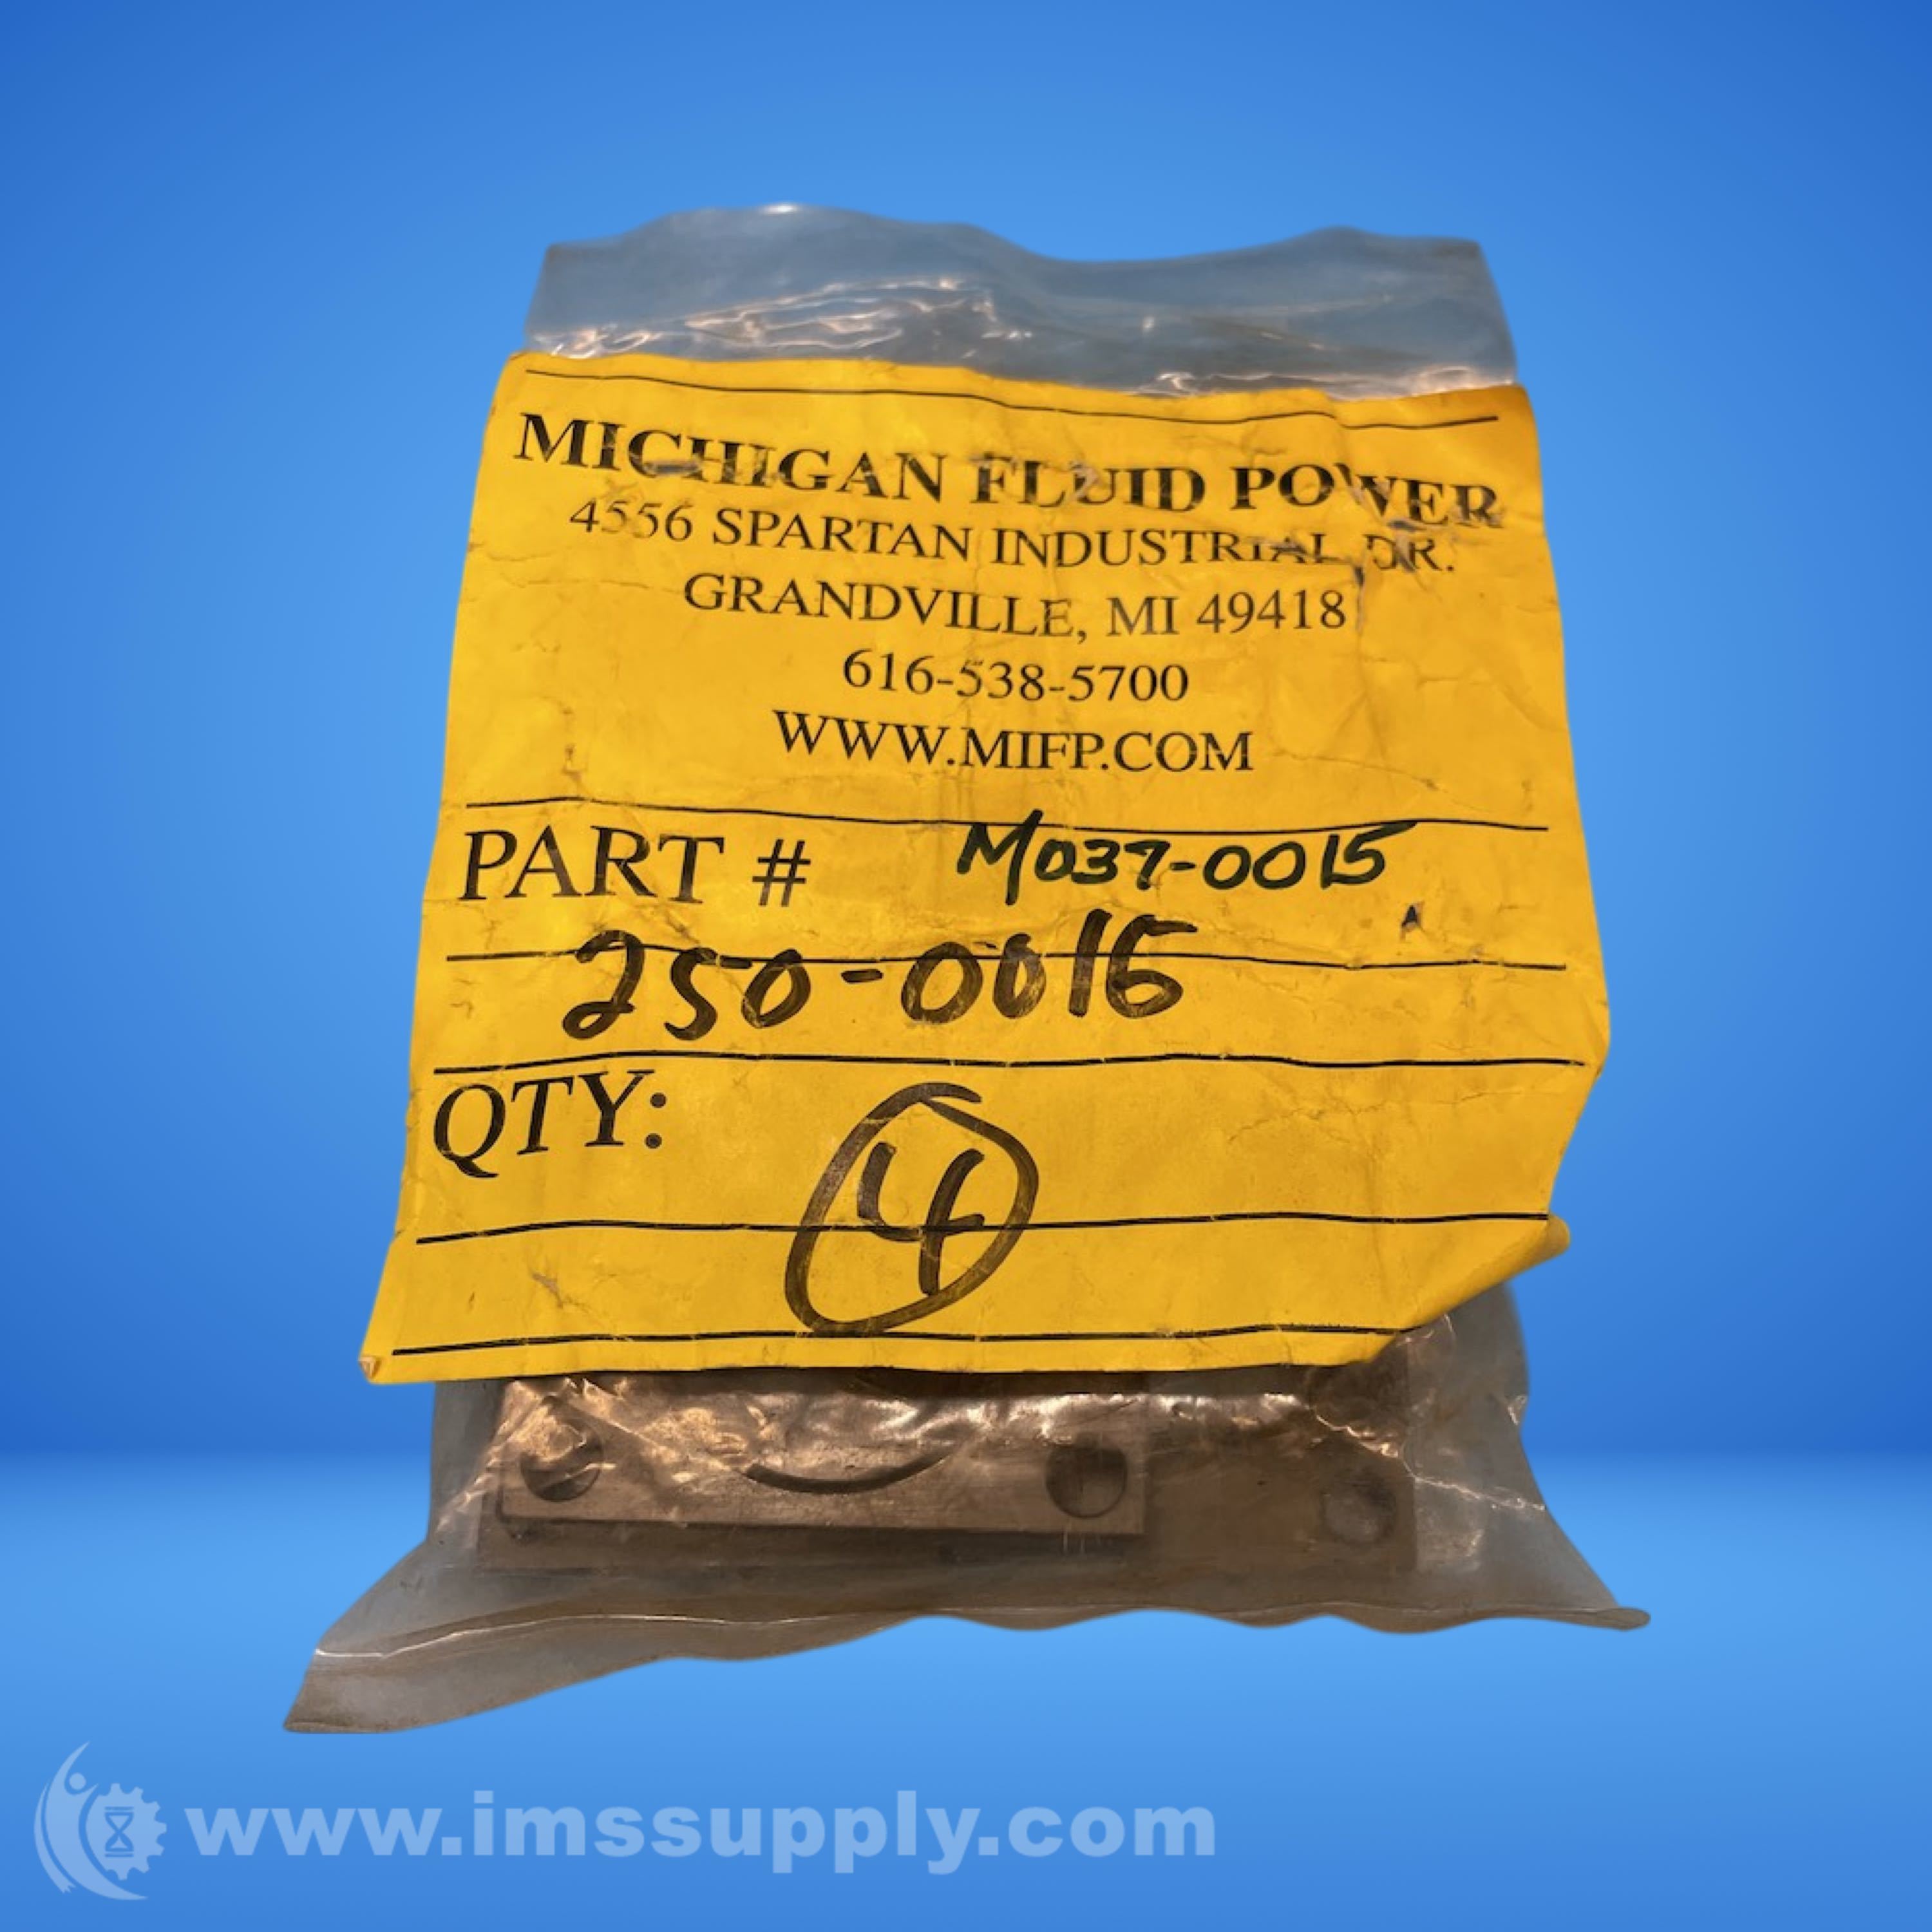 MICHIGAN FLUID POWER
4556 SPARTAN INDUSTRIAL DR.
GRANDVILLE, MI 49418
616-538-5700
WWW.MIFP.COM
PART # M037-0015
250-0016
QTY: 4
www.imssupply.com